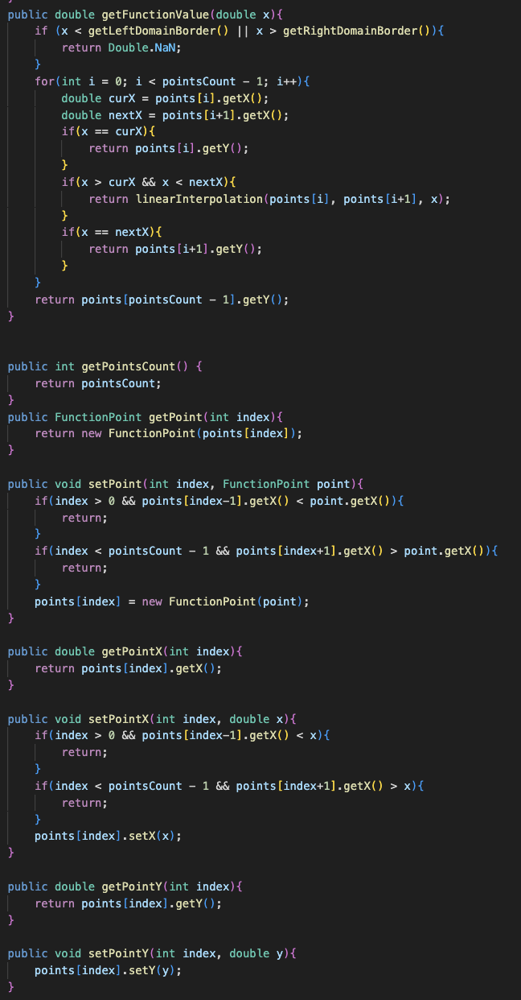 public double getFunctionValue(double x){
    if (x < getLeftDomainBorder() || x > getRightDomainBorder()){
        return Double.NaN;
    }
    for(int i = 0; i < pointsCount - 1; i++){
        double curX = points[i].getX();
        double nextX = points[i+1].getX();
        if(x == curX){
            return points[i].getY();
        }
        if(x > curX && x < nextX){
            return linearInterpolation(points[i], points[i+1], x);
        }
        if(x == nextX){
            return points[i+1].getY();
        }
    }
    return points[pointsCount - 1].getY();
}
public int getPointsCount() {
    return pointsCount;
}
public FunctionPoint getPoint(int index){
    return new FunctionPoint(points[index]);
}
public void setPoint(int index, FunctionPoint point){
    if(index > 0 && points[index-1].getX() < point.getX()){
        return;
    }
    if(index < pointsCount - 1 && points[index+1].getX() > point.getX()){
        return;
    }
    points[index] = new FunctionPoint(point);
}
public double getPointX(int index){
    return points[index].getX();
}
public void setPointX(int index, double x){
    if(index > 0 && points[index-1].getX() < x){
        return;
    }
    if(index < pointsCount - 1 && points[index+1].getX() > x){
        return;
    }
    points[index].setX(x);
}
public double getPointY(int index){
    return points[index].getY();
}
public void setPointY(int index, double y){
    points[index].setY(y);
}